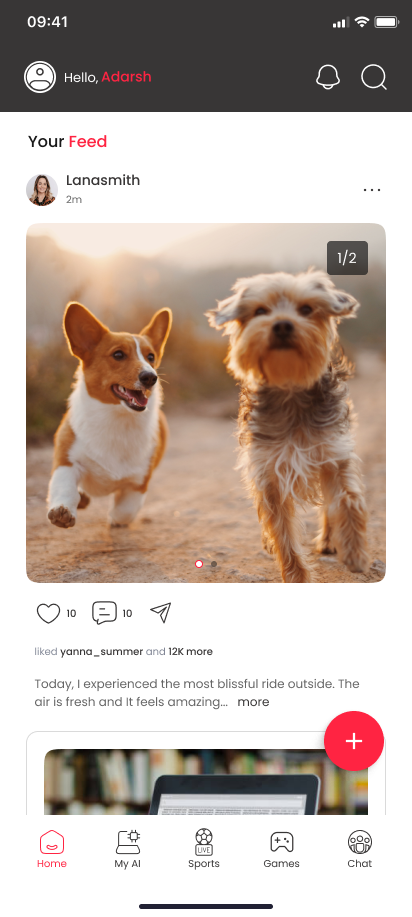 09:41
Hello, Adarsh
Your Feed
Lanasmith
2m
1/2
10
10
liked yanna_summer and 12K more
Today, I experienced the most blissful ride outside. The
air is fresh and It feels amazing... more
LIVE
Home
My AI
Sports
Games
Chat